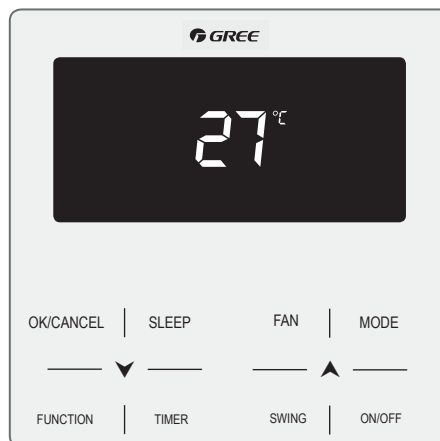 GREE
27°C
OK/CANCEL SLEEP FAN MODE
FUNCTION TIMER SWING ON/OFF